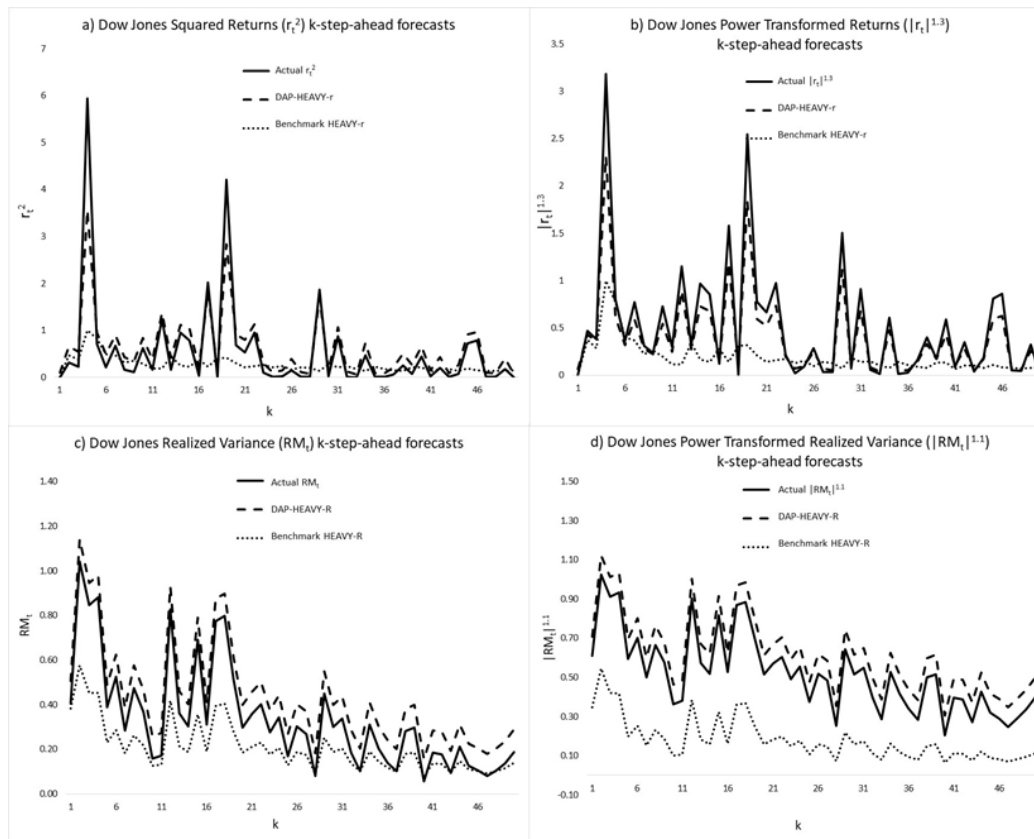 a) Dow Jones Squared Returns (rₜ²) k-step-ahead forecasts
7
6
5
4
3
2
1
0
rₜ²
Actual rₜ²
DAP-HEAVY-r
Benchmark HEAVY-r
1 6 11 16 21 26 31 36 41 46
k
b) Dow Jones Power Transformed Returns (|rₜ|¹·³)
k-step-ahead forecasts
3.5
3
2.5
2
1.5
1
0.5
0
|rₜ|¹·³
Actual |rₜ|¹·³
DAP-HEAVY-r
Benchmark HEAVY-r
1 6 11 16 21 26 31 36 41 46
k
c) Dow Jones Realized Variance (RMₜ) k-step-ahead forecasts
1.40
1.20
1.00
0.80
0.60
0.40
0.20
0.00
RMₜ
Actual RMₜ
DAP-HEAVY-R
Benchmark HEAVY-R
1 6 11 16 21 26 31 36 41 46
k
d) Dow Jones Power Transformed Realized Variance (|RMₜ|¹·¹)
k-step-ahead forecasts
1.50
1.30
1.10
0.90
0.70
0.50
0.30
0.10
-0.10
|RMₜ|¹·¹
Actual |RMₜ|¹·¹
DAP-HEAVY-R
Benchmark HEAVY-R
1 6 11 16 21 26 31 36 41 46
k